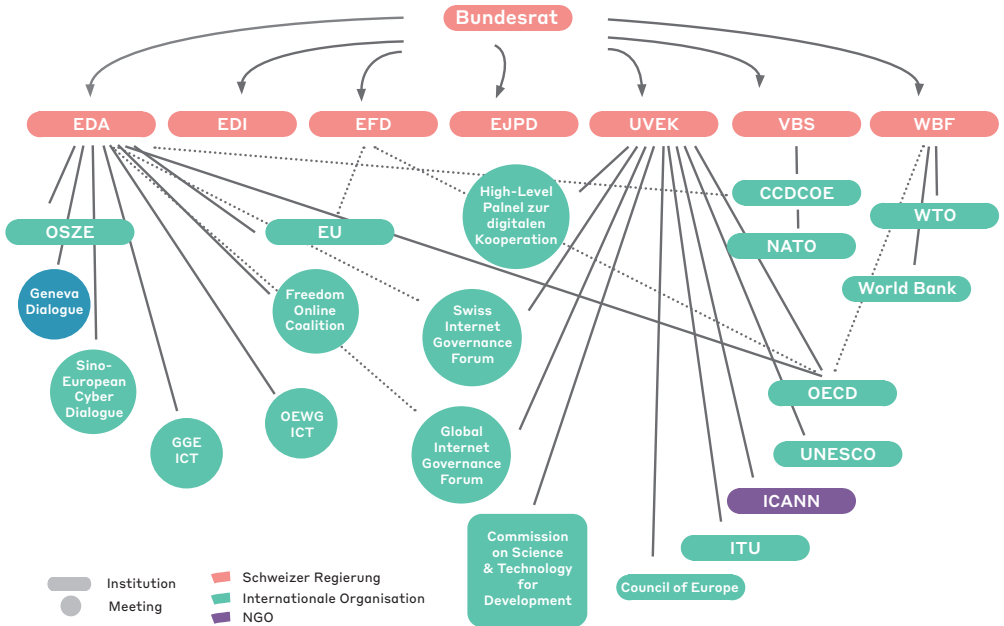 Bundesrat
EDA
EDI
EFD
EJPD
UVEK
VBS
WBF
High-Level
Palnel zur
digitalen
Kooperation
CCDCOE
OSZE
EU
NATO
WTO
World Bank
Geneva
Dialogue
Freedom
Online
Coalition
Swiss
Internet
Governance
Forum
Sino-
European
Cyber
Dialogue
OECD
GGE
ICT
OEWG
ICT
Global
Internet
Governance
Forum
UNESCO
ICANN
Commission
on Science
& Technology
for
Development
ITU
Council of Europe
Institution
Meeting
Schweizer Regierung
Internationale Organisation
NGO